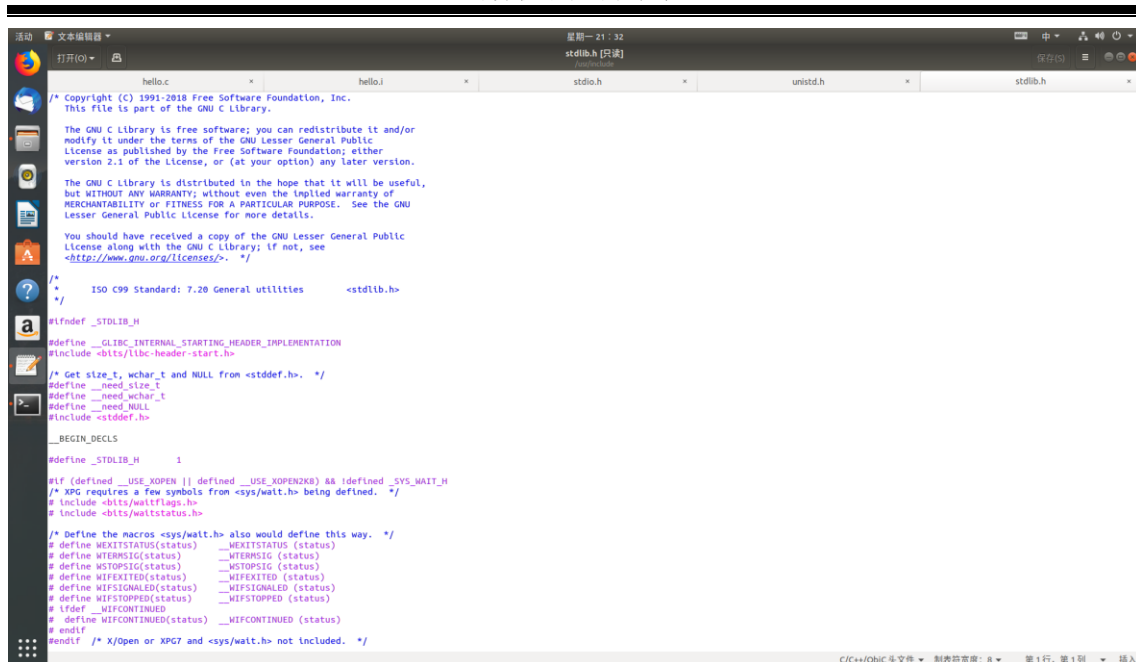 活动 文本编辑器 星期一 21：32 中
打开(O) stdlib.h [只读] 保存(S)
/usr/include
hello.c × hello.i × stdio.h × unistd.h × stdlib.h ×
/* Copyright (C) 1991-2018 Free Software Foundation, Inc.
This file is part of the GNU C Library.
The GNU C Library is free software; you can redistribute it and/or
modify it under the terms of the GNU Lesser General Public
License as published by the Free Software Foundation; either
version 2.1 of the License, or (at your option) any later version.
The GNU C Library is distributed in the hope that it will be useful,
but WITHOUT ANY WARRANTY; without even the implied warranty of
MERCHANTABILITY or FITNESS FOR A PARTICULAR PURPOSE.  See the GNU
Lesser General Public License for more details.
You should have received a copy of the GNU Lesser General Public
License along with the GNU C Library; if not, see
<http://www.gnu.org/licenses/>.  */
/*
*      ISO C99 Standard: 7.20 General utilities        <stdlib.h>
*/
#ifndef _STDLIB_H
#define __GLIBC_INTERNAL_STARTING_HEADER_IMPLEMENTATION
#include <bits/libc-header-start.h>
/* Get size_t, wchar_t and NULL from <stddef.h>.  */
#define __need_size_t
#define __need_wchar_t
#define __need_NULL
#include <stddef.h>
__BEGIN_DECLS
#define _STDLIB_H       1
#if (defined __USE_XOPEN || defined __USE_XOPEN2K8) && !defined _SYS_WAIT_H
/* XPG requires a few symbols from <sys/wait.h> being defined.  */
# include <bits/waitflags.h>
# include <bits/waitstatus.h>
/* Define the macros <sys/wait.h> also would define this way.  */
# define WEXITSTATUS(status)    __WEXITSTATUS (status)
# define WTERMSIG(status)       __WTERMSIG (status)
# define WSTOPSIG(status)       __WSTOPSIG (status)
# define WIFEXITED(status)      __WIFEXITED (status)
# define WIFSIGNALED(status)    __WIFSIGNALED (status)
# define WIFSTOPPED(status)     __WIFSTOPPED (status)
# ifdef __WIFCONTINUED
#  define WIFCONTINUED(status)  __WIFCONTINUED (status)
# endif
#endif  /* X/Open or XPG7 and <sys/wait.h> not included.  */
C/C++/ObjC 头文件 制表符宽度：8 第 1 行，第 1 列 插入